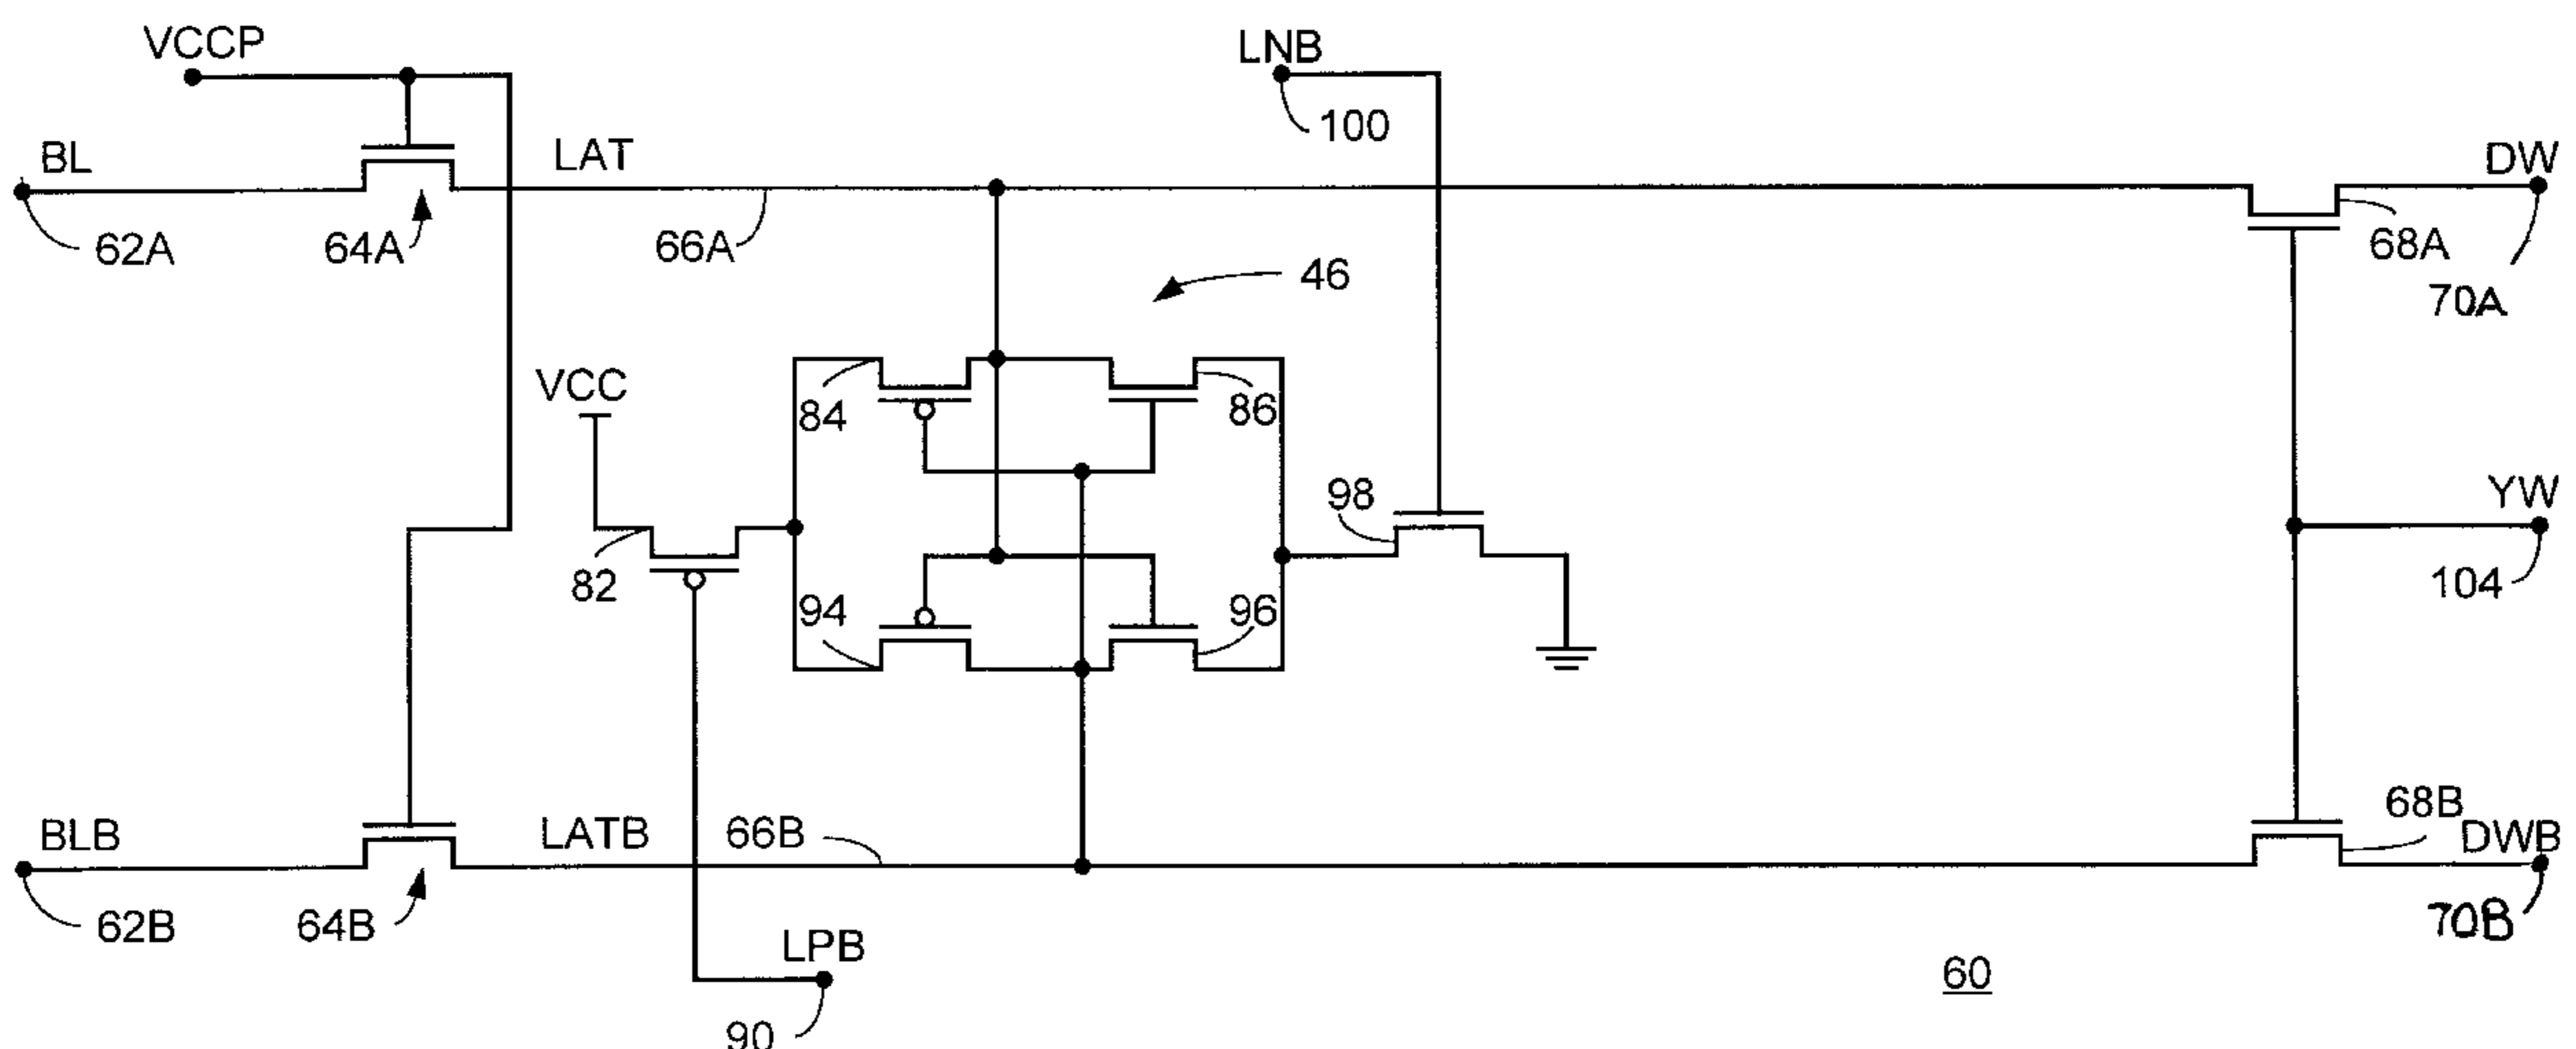 VCCP
LNB
100
BL
LAT
DW
62A
64A
66A
68A
46
70A
VCC
84
86
98
YW
82
94
96
104
BLB
LATB
66B
68B
DWB
62B
64B
LPB
70B
60
90